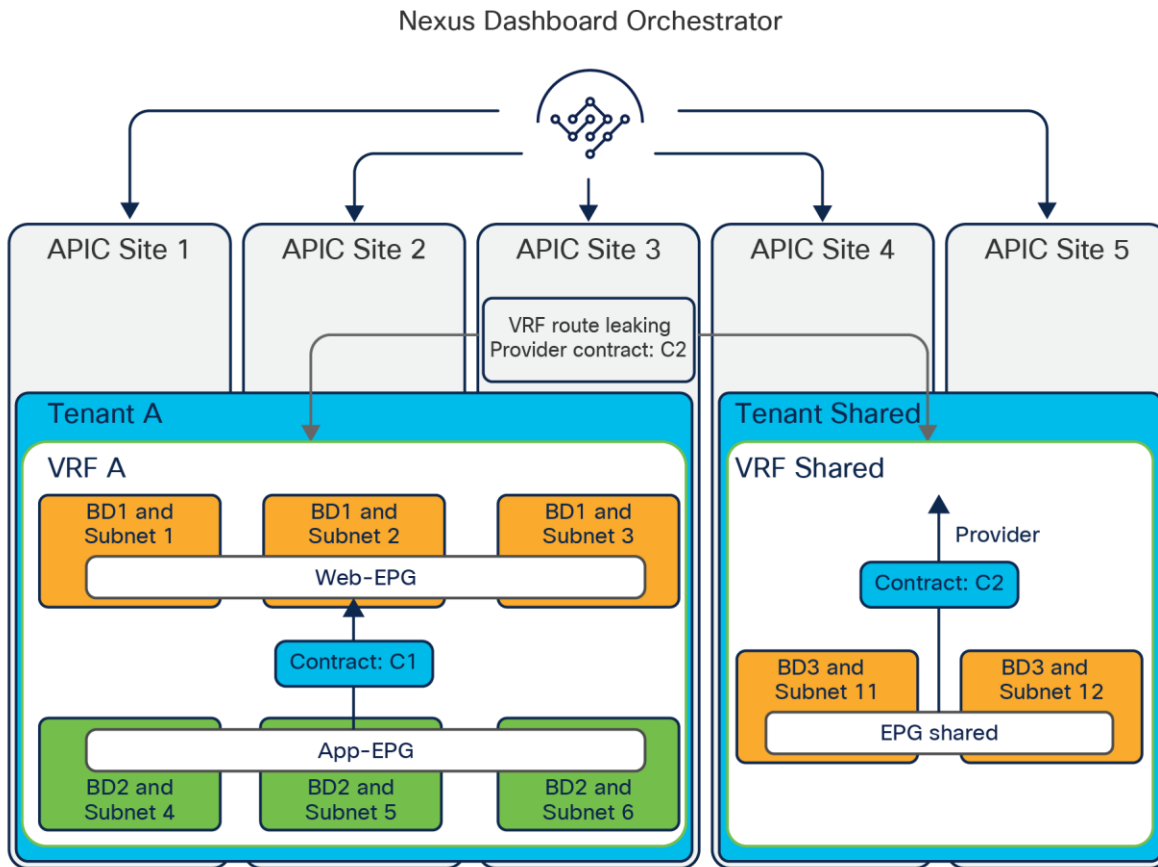 Nexus Dashboard Orchestrator
APIC Site 1
APIC Site 2
APIC Site 3
APIC Site 4
APIC Site 5
VRF route leaking
Provider contract: C2
Tenant A
Tenant Shared
VRF A
VRF Shared
BD1 and
Subnet 1
BD1 and
Subnet 2
BD1 and
Subnet 3
Web-EPG
Provider
Contract: C2
Contract: C1
BD3 and
Subnet 11
BD3 and
Subnet 12
EPG shared
App-EPG
BD2 and
Subnet 4
BD2 and
Subnet 5
BD2 and
Subnet 6